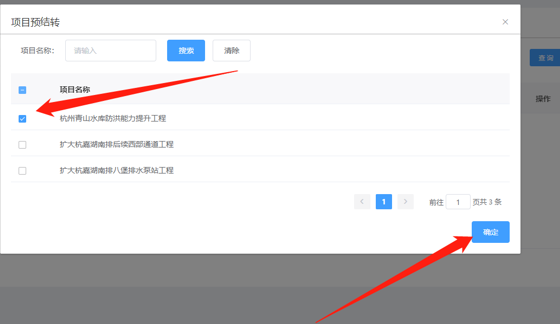 项目预结转
×
项目名称：
请输入
搜索
清除
查询
项目名称
操作
杭州青山水库防洪能力提升工程
扩大杭嘉湖南排后续西部通道工程
扩大杭嘉湖南排八堡排水泵站工程
< 1 > 前往 1 页共 3 条
确定